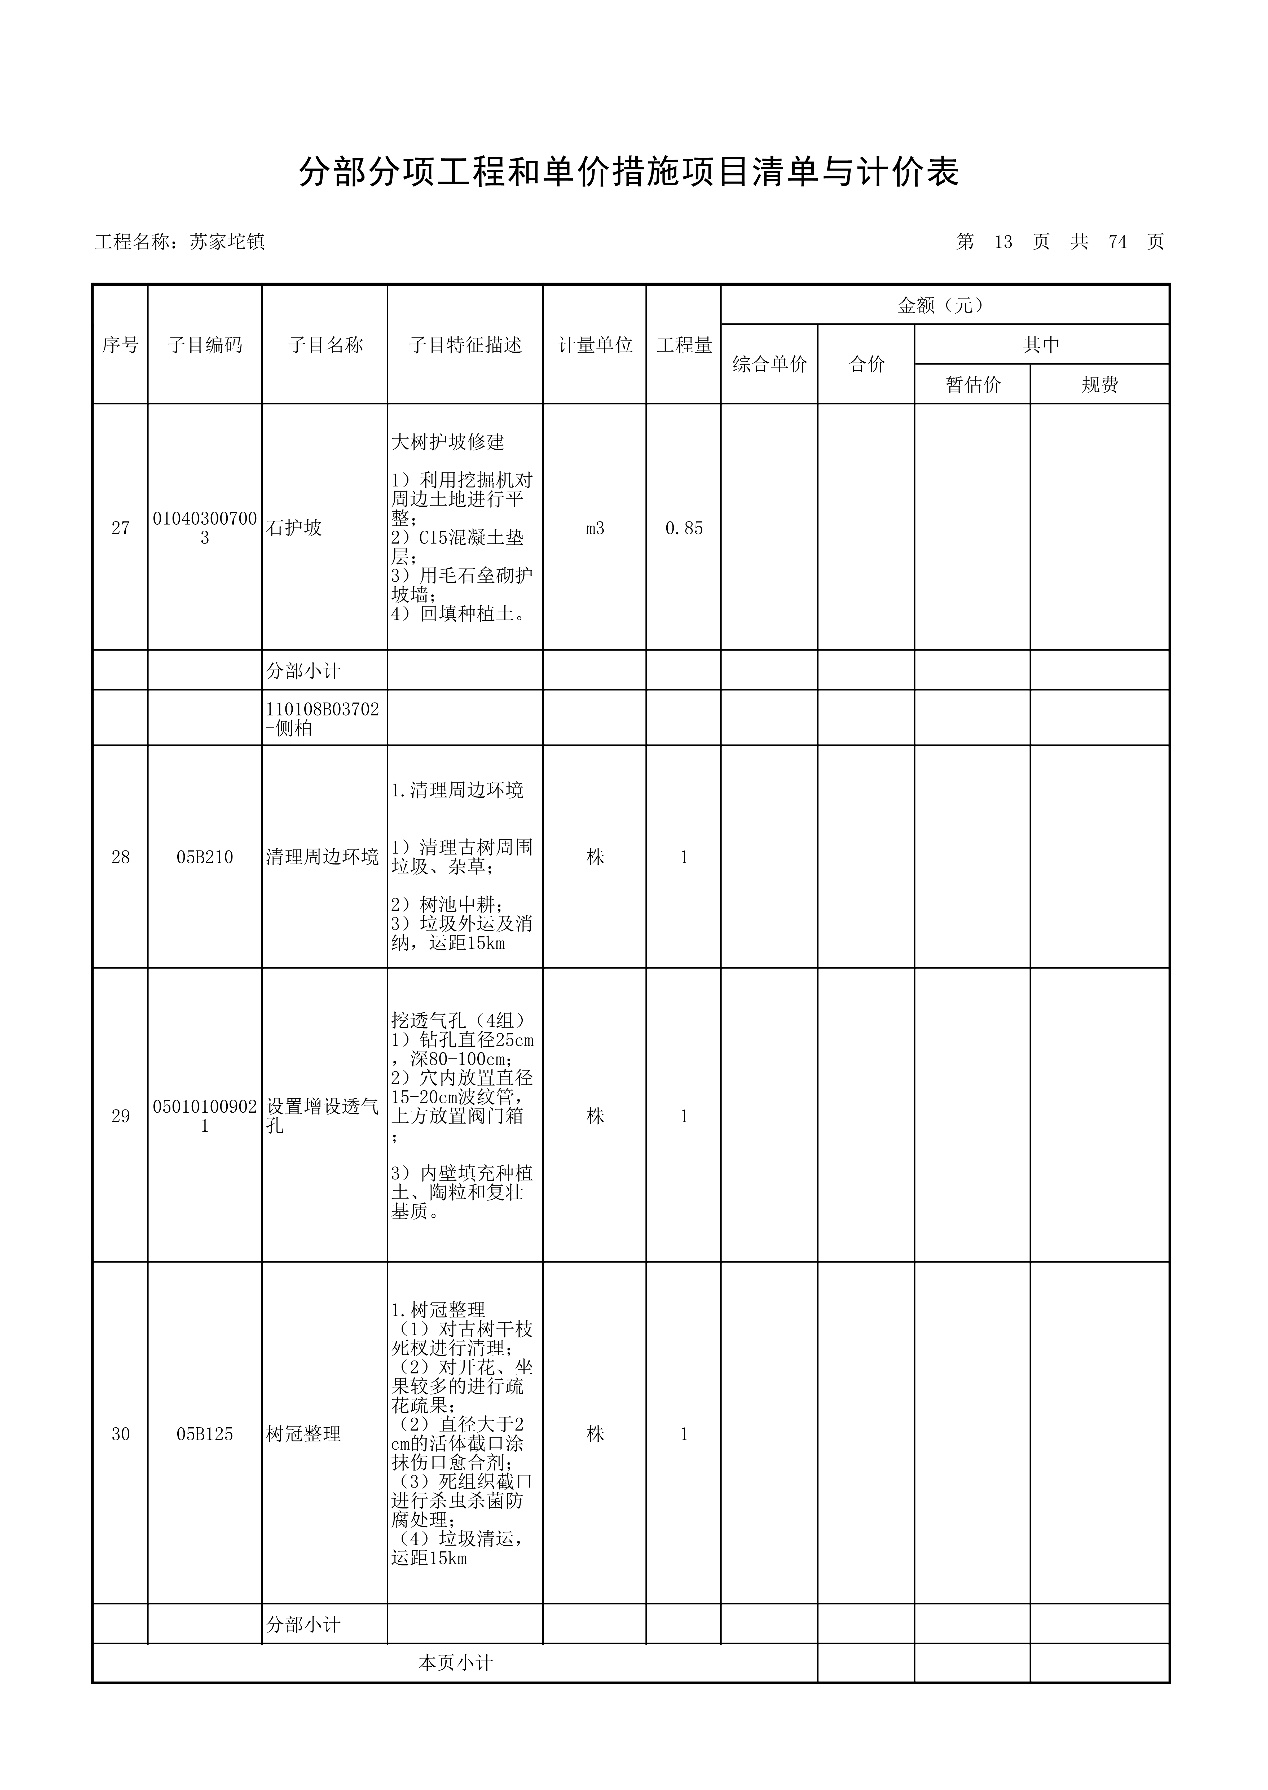 分部分项工程和单价措施项目清单与计价表
工程名称：苏家坨镇
第 13 页 共 74 页
序号 子目编码 子目名称 子目特征描述 计量单位 工程量 金额（元）
综合单价 合价 其中
暂估价 规费
27
01040300700
3
石护坡
大树护坡修建
1）利用挖掘机对
周边土地进行平
整；
2）C15混凝土垫
层；
3）用毛石垒砌护
坡墙；
4）回填种植土。
m3
0.85
分部小计
110108B03702
-侧柏
28
05B210
清理周边环境
1.清理周边环境
1）清理古树周围
垃圾、杂草；
2）树池中耕；
3）垃圾外运及消
纳，运距15km
株
1
29
05010100902
1
设置增设透气
孔
挖透气孔（4组）
1）钻孔直径25cm
，深80-100cm；
2）穴内放置直径
15-20cm波纹管，
上方放置阀门箱
；
3）内壁填充种植
土、陶粒和复壮
基质。
株
1
30
05B125
树冠整理
1.树冠整理
（1）对古树干枝
死杈进行清理；
（2）对开花、坐
果较多的进行疏
花疏果；
（2）直径大于2
cm的活体截口涂
抹伤口愈合剂；
（3）死组织截口
进行杀虫杀菌防
腐处理；
（4）垃圾清运，
运距15km
株
1
分部小计
本页小计